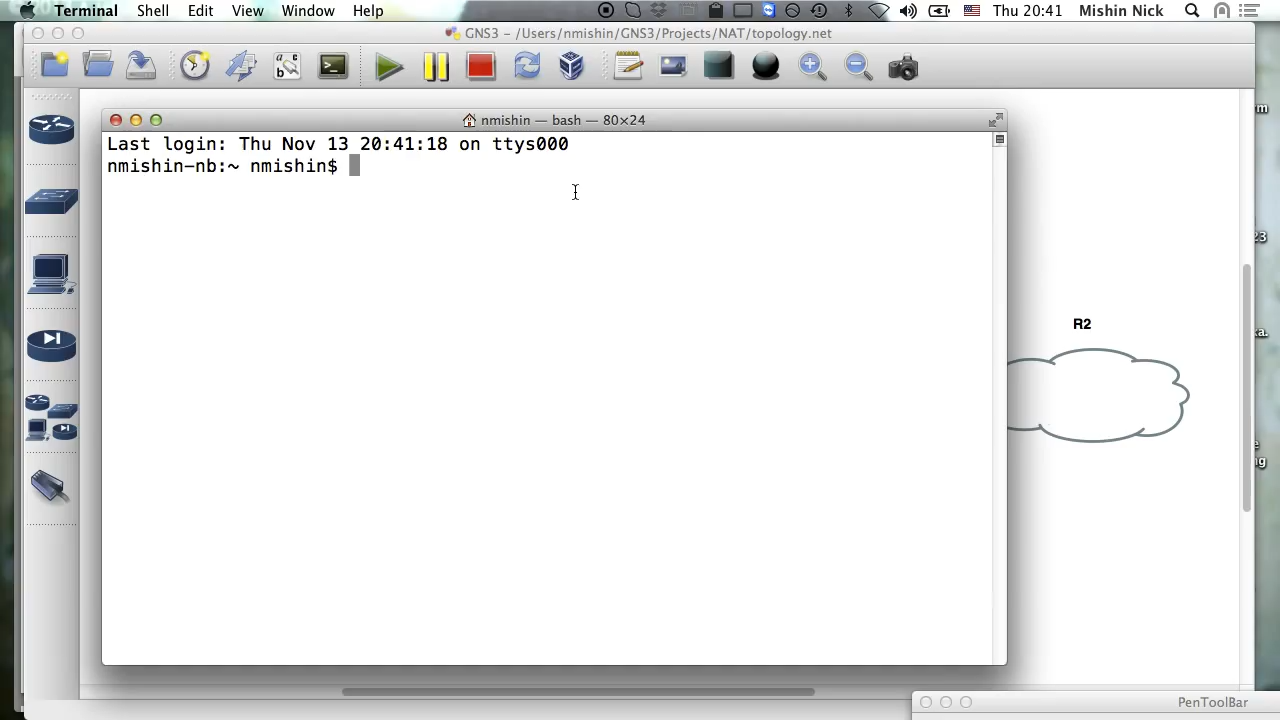 Terminal Shell Edit View Window Help Thu 20:41 Mishin Nick
GNS3 – /Users/nmishin/GNS3/Projects/NAT/topology.net
nmishin — bash — 80×24
Last login: Thu Nov 13 20:41:18 on ttys000
nmishin-nb:~ nmishin$
R2
PenToolBar